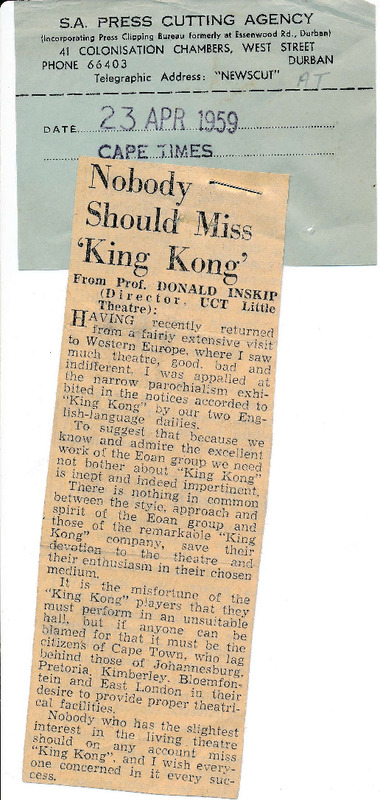 S.A. PRESS CUTTING AGENCY
(Incorporating Press Clipping Bureau formerly at Essenwood Rd., Durban)
41 COLONISATION CHAMBERS, WEST STREET
PHONE 66403 DURBAN
Telegraphic Address: "NEWSCUT"
AT
DATE 23 APR 1959
CAPE TIMES
Nobody
Should Miss
'King Kong'
From Prof. DONALD INSKIP
(Director, UCT Little
Theatre):
HAVING recently returned
from a fairly extensive visit
to Western Europe, where I saw
much theatre, good, bad and
indifferent, I was appalled at
the narrow parochialism exhi-
bited in the notices accorded to
"King Kong" by our two Eng-
lish-language dailies.
To suggest that because we
know and admire the excellent
work of the Eoan group we need
not bother about "King Kong"
is inept and indeed impertinent.
There is nothing in common
between the style, approach and
spirit of the Eoan group and
those of the remarkable "King
Kong" company, save their
devotion to the theatre and
their enthusiasm in their chosen
medium.
It is the misfortune of the
"King Kong" players that they
must perform in an unsuitable
hall, but if anyone can be
blamed for that it must be the
citizens of Cape Town, who lag
behind those of Johannesburg,
Pretoria, Kimberley, Bloemfon-
tein and East London in their
desire to provide proper theatri-
cal facilities.
Nobody who has the slightest
interest in the living theatre
should on any account miss
"King Kong", and I wish every-
one concerned in it every suc-
cess.